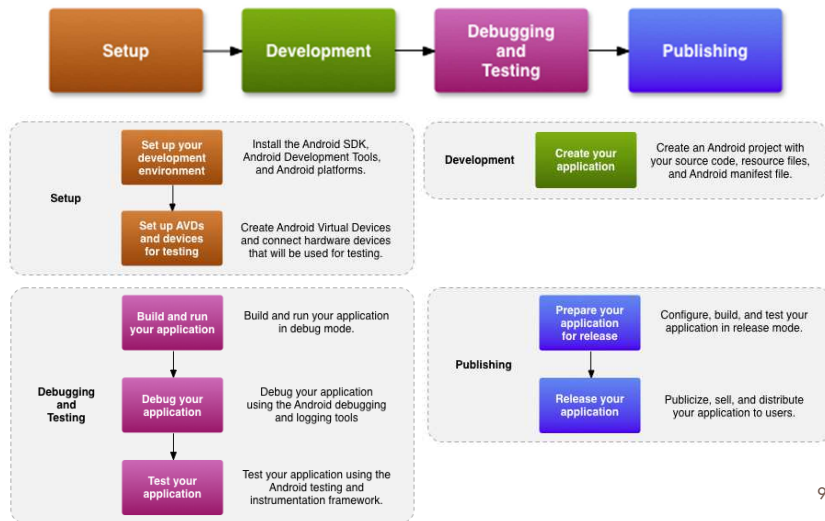 Setup
Development
Debugging
and
Testing
Publishing
Set up your
development
environment
Install the Android SDK,
Android Development Tools,
and Android platforms.
Setup
Set up AVDs
and devices
for testing
Create Android Virtual Devices
and connect hardware devices
that will be used for testing.
Development
Create your
application
Create an Android project with
your source code, resource files,
and Android manifest file.
Build and run
your application
Build and run your application
in debug mode.
Debugging
and
Testing
Debug your
application
Debug your application
using the Android debugging
and logging tools
Test your
application
Test your application using the
Android testing and
instrumentation framework.
Prepare your
application
for release
Configure, build, and test your
application in release mode.
Publishing
Release your
application
Publicize, sell, and distribute
your application to users.
9